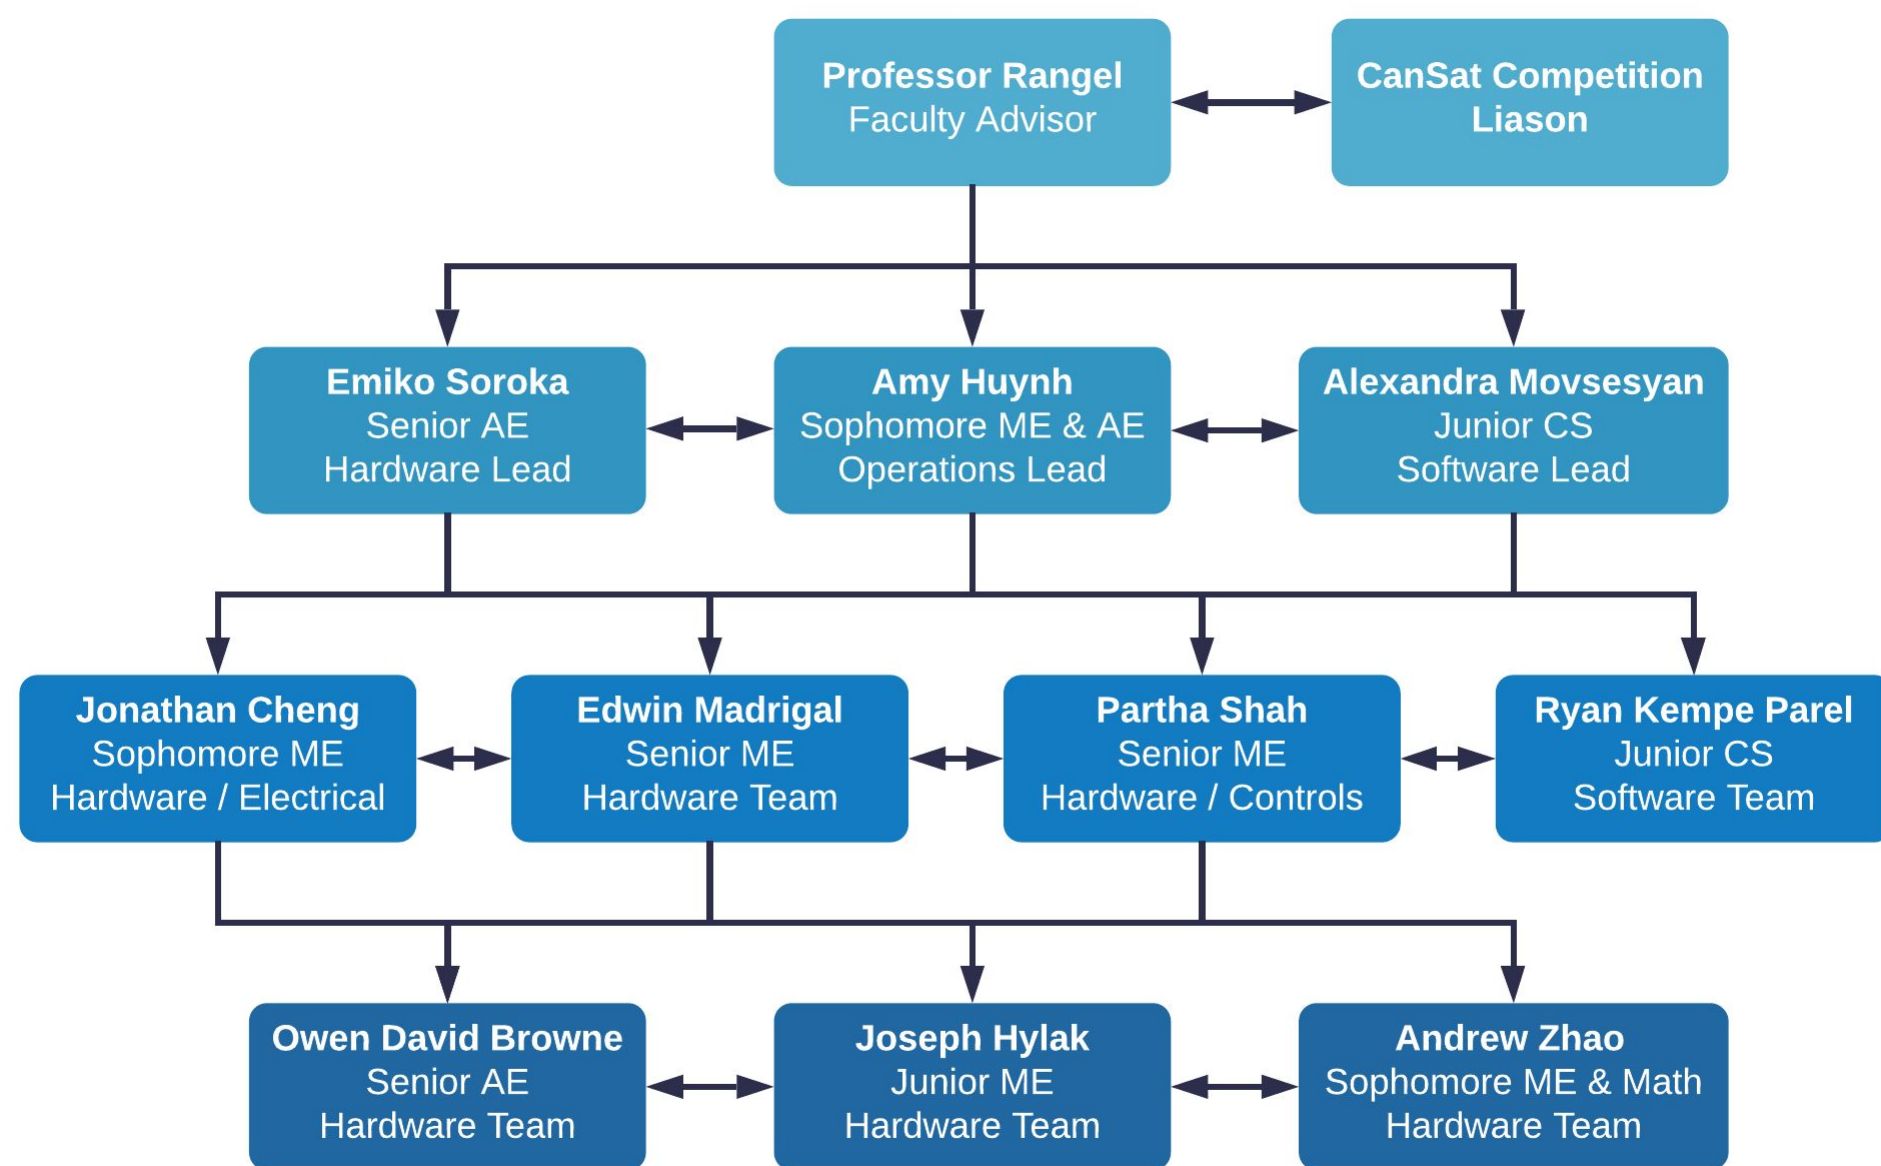 Professor Rangel
Faculty Advisor
CanSat Competition
Liason
Emiko Soroka
Senior AE
Hardware Lead
Amy Huynh
Sophomore ME & AE
Operations Lead
Alexandra Movsesyan
Junior CS
Software Lead
Jonathan Cheng
Sophomore ME
Hardware / Electrical
Edwin Madrigal
Senior ME
Hardware Team
Partha Shah
Senior ME
Hardware / Controls
Ryan Kempe Parel
Junior CS
Software Team
Owen David Browne
Senior AE
Hardware Team
Joseph Hylak
Junior ME
Hardware Team
Andrew Zhao
Sophomore ME & Math
Hardware Team